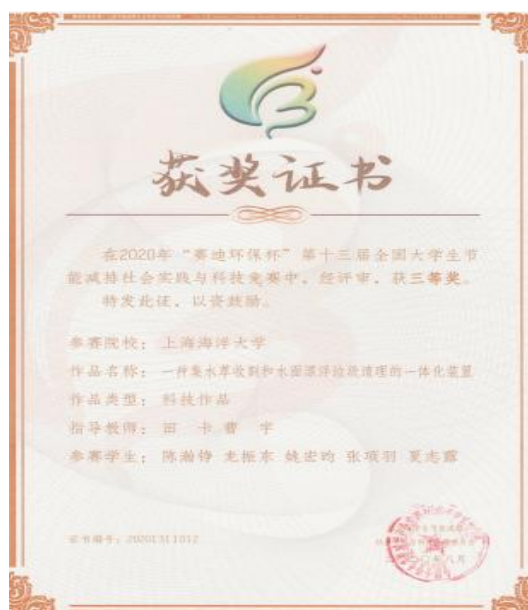 获奖证书
在2020年“赛迪环保杯”第十三届全国大学生节
能减排社会实践与科技竞赛中，经评审，获三等奖。
特发此证，以资鼓励。
参赛院校：上海海洋大学
作品名称：一种集水草收割和水面漂浮垃圾清理的一体化装置
作品类型：科技作品
指导教师：田 卡 曹 宇
参赛学生：陈瀚 龙振东 姚宏昀 张项羽 夏志露
证书编号：